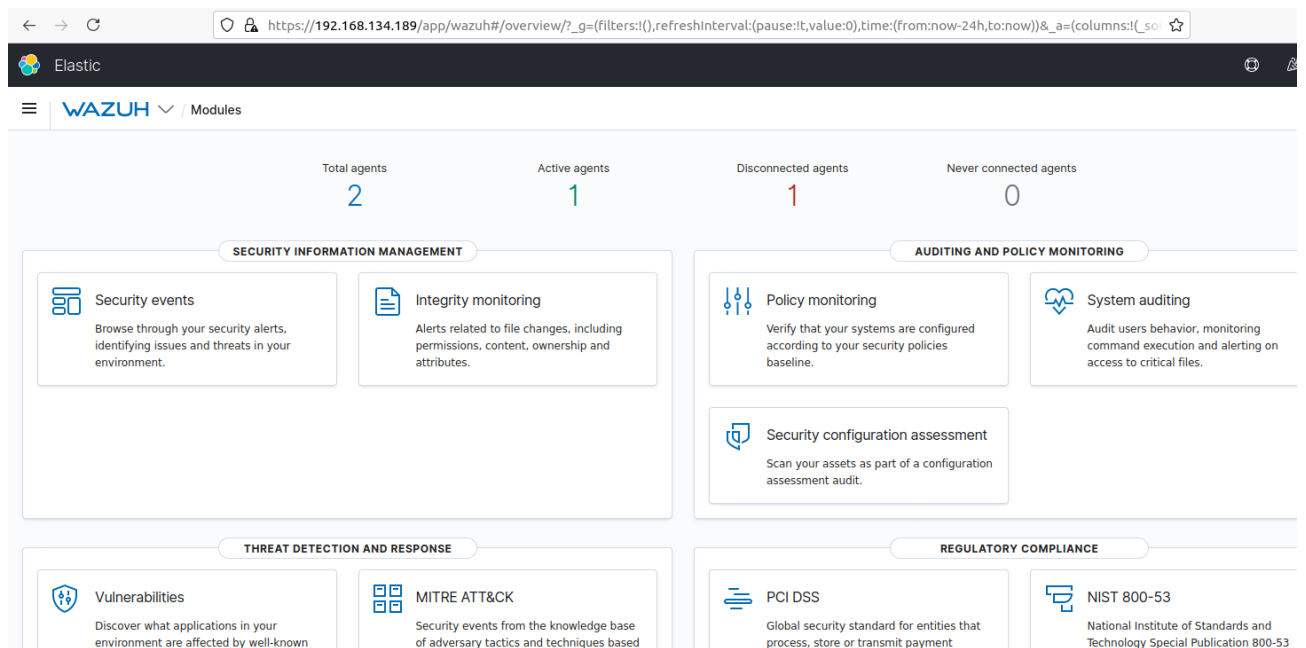 https://192.168.134.189/app/wazuh#/overview/?_g=(filters:!(),refreshInterval:(pause:!t,value:0),time:(from:now-24h,to:now))&_a=(columns:!(_so
Elastic
WAZUH / Modules
Total agents
2
Active agents
1
Disconnected agents
1
Never connected agents
0
SECURITY INFORMATION MANAGEMENT
Security events
Browse through your security alerts,
identifying issues and threats in your
environment.
Integrity monitoring
Alerts related to file changes, including
permissions, content, ownership and
attributes.
AUDITING AND POLICY MONITORING
Policy monitoring
Verify that your systems are configured
according to your security policies
baseline.
System auditing
Audit users behavior, monitoring
command execution and alerting on
access to critical files.
Security configuration assessment
Scan your assets as part of a configuration
assessment audit.
THREAT DETECTION AND RESPONSE
Vulnerabilities
Discover what applications in your
environment are affected by well-known
MITRE ATT&CK
Security events from the knowledge base
of adversary tactics and techniques based
REGULATORY COMPLIANCE
PCI DSS
Global security standard for entities that
process, store or transmit payment
NIST 800-53
National Institute of Standards and
Technology Special Publication 800-53